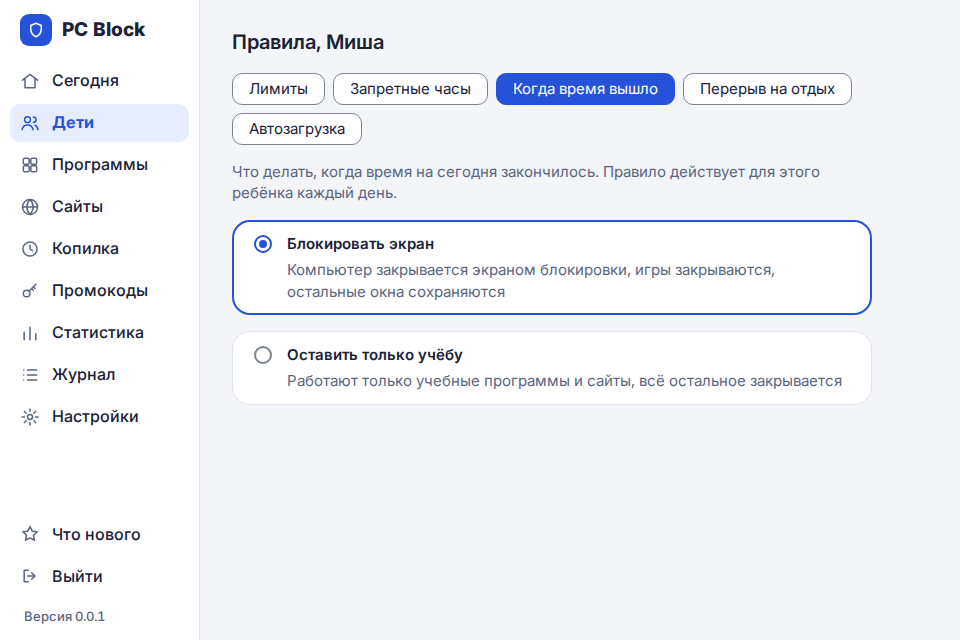 PC Block
Сегодня
Дети
Программы
Сайты
Копилка
Промокоды
Статистика
Журнал
Настройки
Что нового
Выйти
Версия 0.0.1
Правила, Миша
Лимиты
Запретные часы
Когда время вышло
Перерыв на отдых
Автозагрузка
Что делать, когда время на сегодня закончилось. Правило действует для этого
ребёнка каждый день.
Блокировать экран
Компьютер закрывается экраном блокировки, игры закрываются,
остальные окна сохраняются
Оставить только учёбу
Работают только учебные программы и сайты, всё остальное закрывается